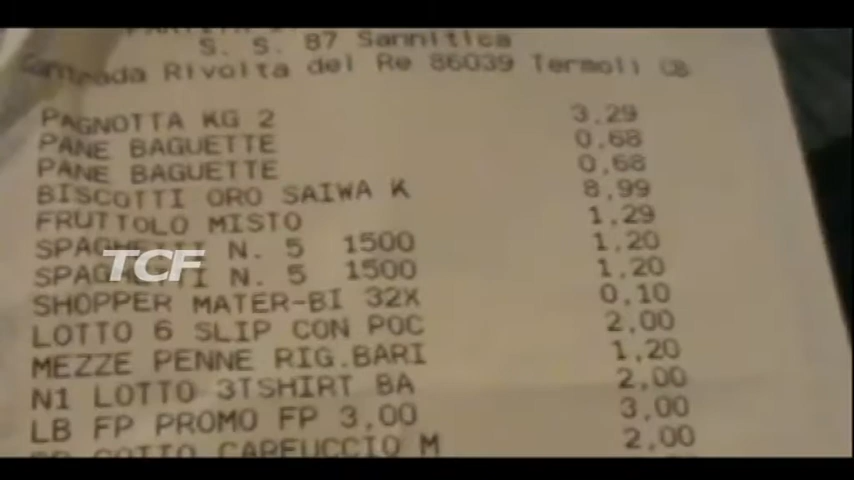 S. S. 87 Sannitica
Contrada Rivolta del Re 86039 Termoli CB
PAGNOTTA KG 2 3,29
PANE BAGUETTE 0,68
PANE BAGUETTE 0,68
BISCOTTI ORO SAIWA K 8,99
FRUTTOLO MISTO 1,29
SPAGHETTI N. 5 1500 1,20
SPAGHETTI N. 5 1500 1,20
TCF
SHOPPER MATER-BI 32X 0,10
LOTTO 6 SLIP CON POC 2,00
MEZZE PENNE RIG.BARI 1,20
N1 LOTTO 3TSHIRT BA 2,00
LB FP PROMO FP 3,00 3,00
COTTO M 2,00